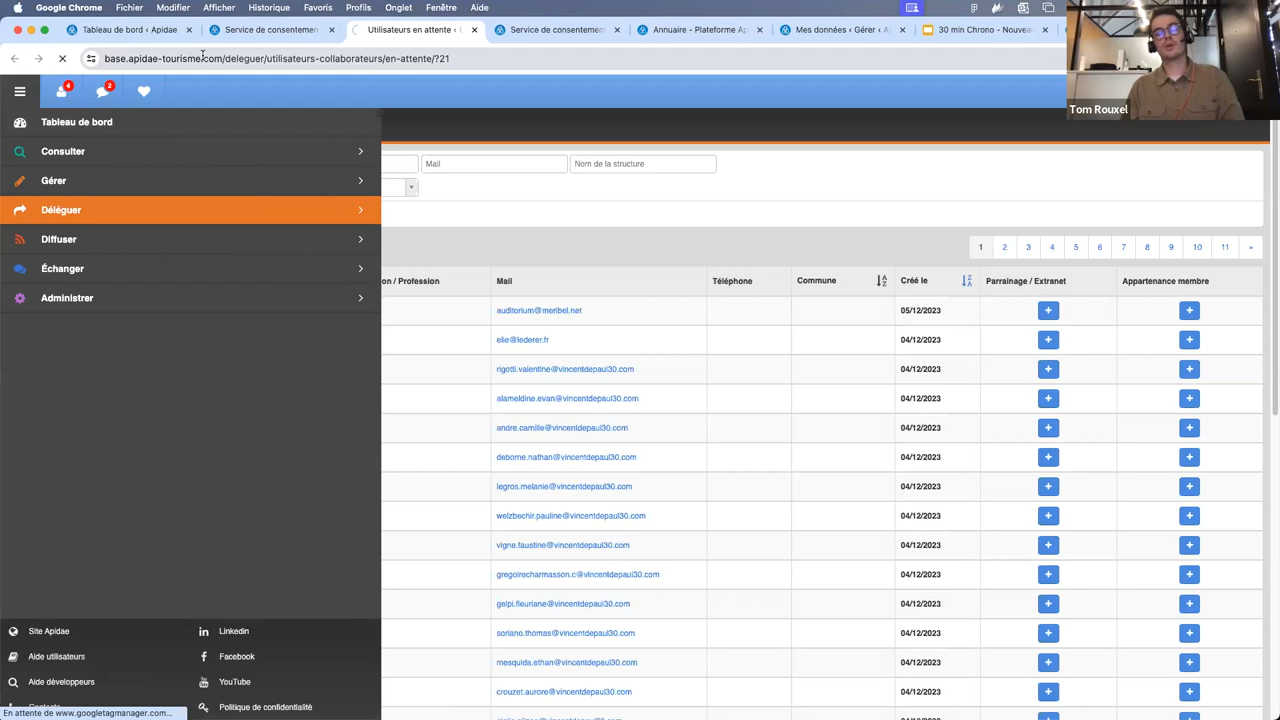 Google Chrome Fichier Modifier Afficher Historique Favoris Profils Onglet Fenêtre Aide
Tableau de bord ‹ Apidae
Service de consentemen
Utilisateurs en attente ‹
Service de consentemen
Annuaire - Plateforme Ap
Mes données ‹ Gérer ‹ A
30 min Chrono - Nouvea
base.apidae-tourisme.com/deleguer/utilisateurs-collaborateurs/en-attente/?21
4
2
Tom Rouxel
Tableau de bord
Consulter
Gérer
Déléguer
Diffuser
Échanger
Administrer
Mail
Nom de la structure
1 2 3 4 5 6 7 8 9 10 11 »
on / Profession Mail Téléphone Commune Créé le Parrainage / Extranet Appartenance membre
auditorium@meribel.net 05/12/2023
elie@lederer.fr 04/12/2023
rigotti.valentine@vincentdepaul30.com 04/12/2023
alameldine.evan@vincentdepaul30.com 04/12/2023
andre.camille@vincentdepaul30.com 04/12/2023
deborne.nathan@vincentdepaul30.com 04/12/2023
legros.melanie@vincentdepaul30.com 04/12/2023
welzbechir.pauline@vincentdepaul30.com 04/12/2023
vigne.faustine@vincentdepaul30.com 04/12/2023
gregoirecharmasson.c@vincentdepaul30.com 04/12/2023
gelpi.fleuriane@vincentdepaul30.com 04/12/2023
soriano.thomas@vincentdepaul30.com 04/12/2023
mesquida.ethan@vincentdepaul30.com 04/12/2023
crouzet.aurore@vincentdepaul30.com 04/12/2023
Site Apidae
Linkedin
Aide utilisateurs
Facebook
Aide développeurs
YouTube
Politique de confidentialité
En attente de www.googletagmanager.com...